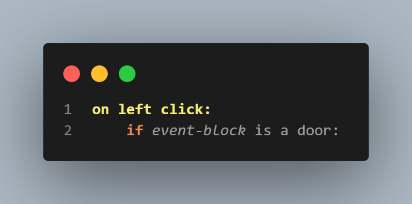 1 on left click:
2     if event-block is a door: